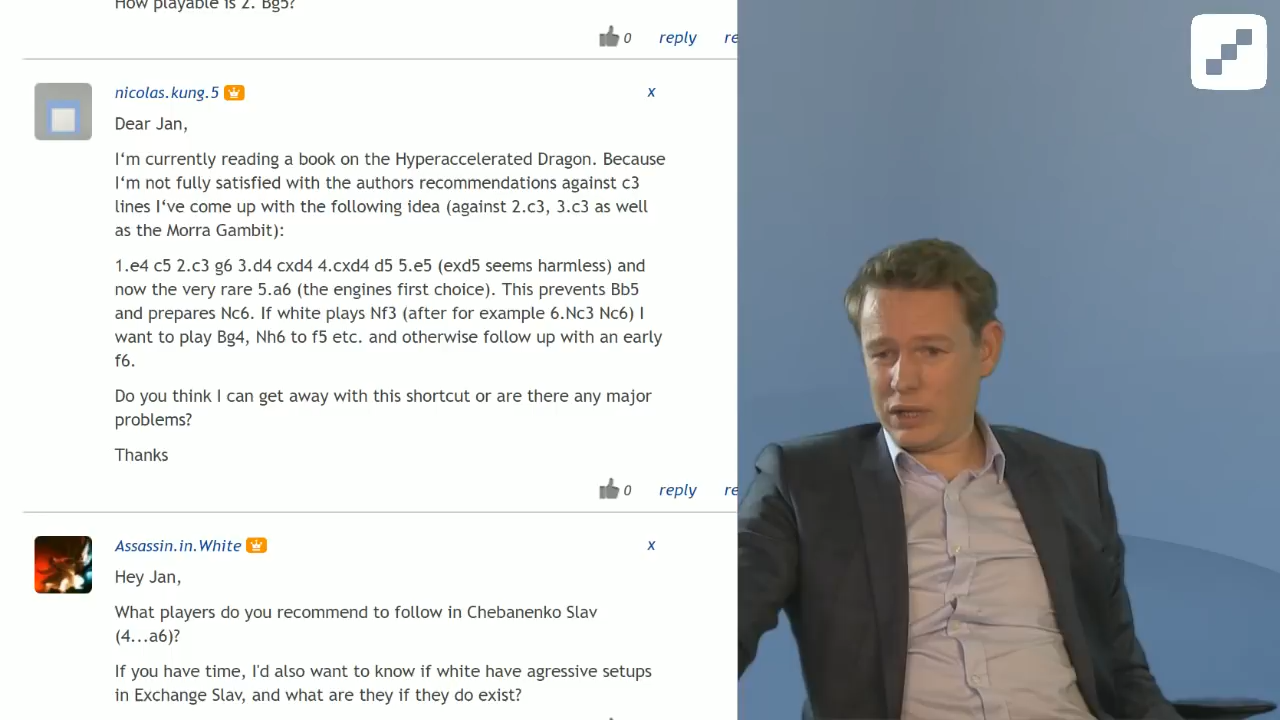 How playable is 2. Bg5?
0 reply re
nicolas.kung.5 x
Dear Jan,
I‘m currently reading a book on the Hyperaccelerated Dragon. Because
I‘m not fully satisfied with the authors recommendations against c3
lines I‘ve come up with the following idea (against 2.c3, 3.c3 as well
as the Morra Gambit):
1.e4 c5 2.c3 g6 3.d4 cxd4 4.cxd4 d5 5.e5 (exd5 seems harmless) and
now the very rare 5.a6 (the engines first choice). This prevents Bb5
and prepares Nc6. If white plays Nf3 (after for example 6.Nc3 Nc6) I
want to play Bg4, Nh6 to f5 etc. and otherwise follow up with an early
f6.
Do you think I can get away with this shortcut or are there any major
problems?
Thanks
0 reply re
Assassin.in.White x
Hey Jan,
What players do you recommend to follow in Chebanenko Slav
(4...a6)?
If you have time, I'd also want to know if white have agressive setups
in Exchange Slav, and what are they if they do exist?